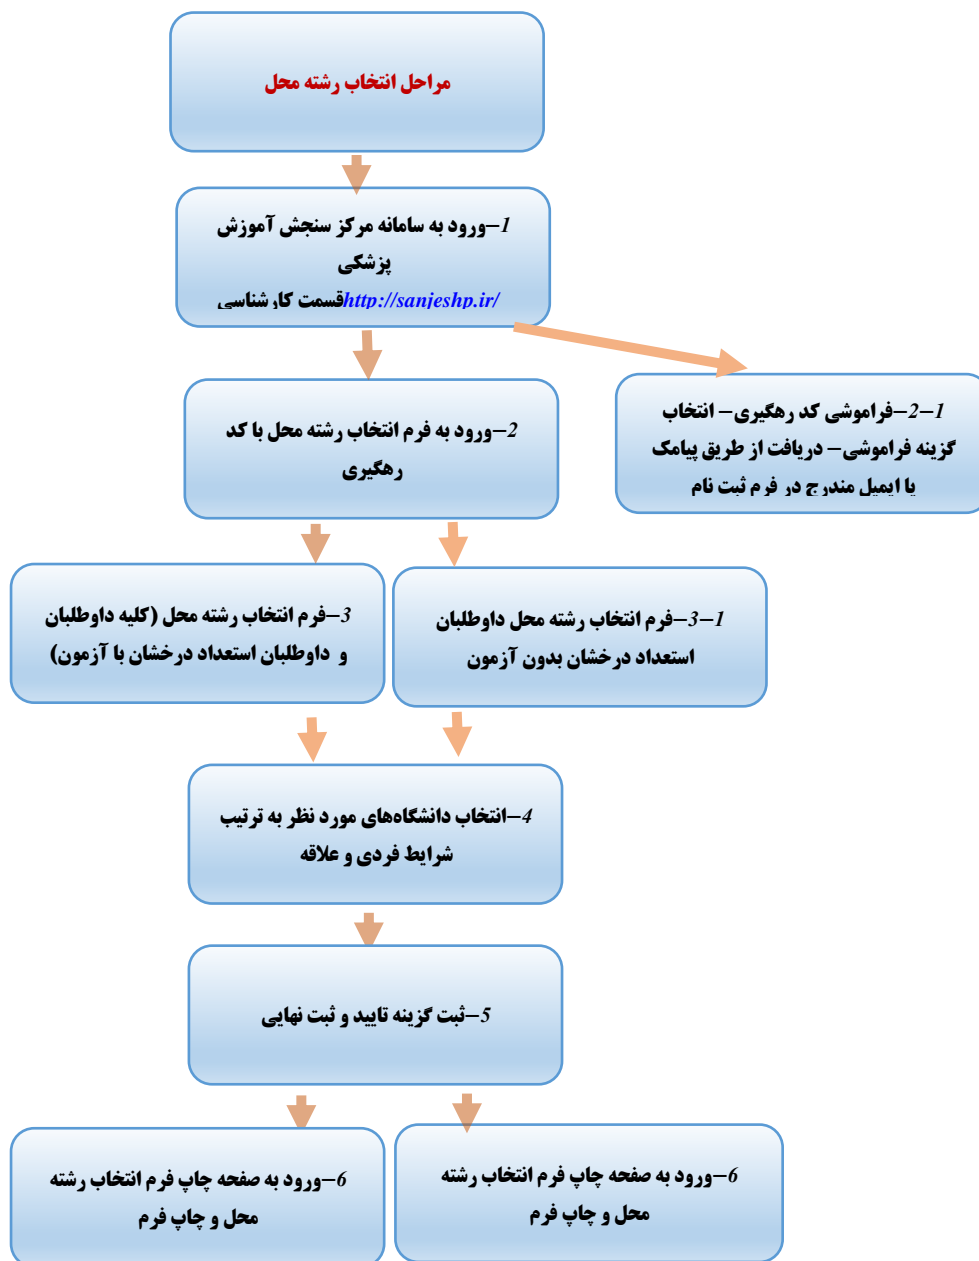 مراحل انتخاب رشته محل
1–ورود به سامانه مرکز سنجش آموزش
پزشکی
http://sanjeshp.ir/قسمت کارشناسی
2–ورود به فرم انتخاب رشته محل با کد
رهگیری
2-1–فراموشی کد رهگیری– انتخاب
گزینه فراموشی– دریافت از طریق پیامک
یا ایمیل مندرج در فرم ثبت نام
3–فرم انتخاب رشته محل (کلیه داوطلبان
و داوطلبان استعداد درخشان با آزمون)
3-1–فرم انتخاب رشته محل داوطلبان
استعداد درخشان بدون آزمون
4–انتخاب دانشگاه‌های مورد نظر به ترتیب
شرایط فردی و علاقه
5–ثبت گزینه تایید و ثبت نهایی
6–ورود به صفحه چاپ فرم انتخاب رشته
محل و چاپ فرم
6–ورود به صفحه چاپ فرم انتخاب رشته
محل و چاپ فرم